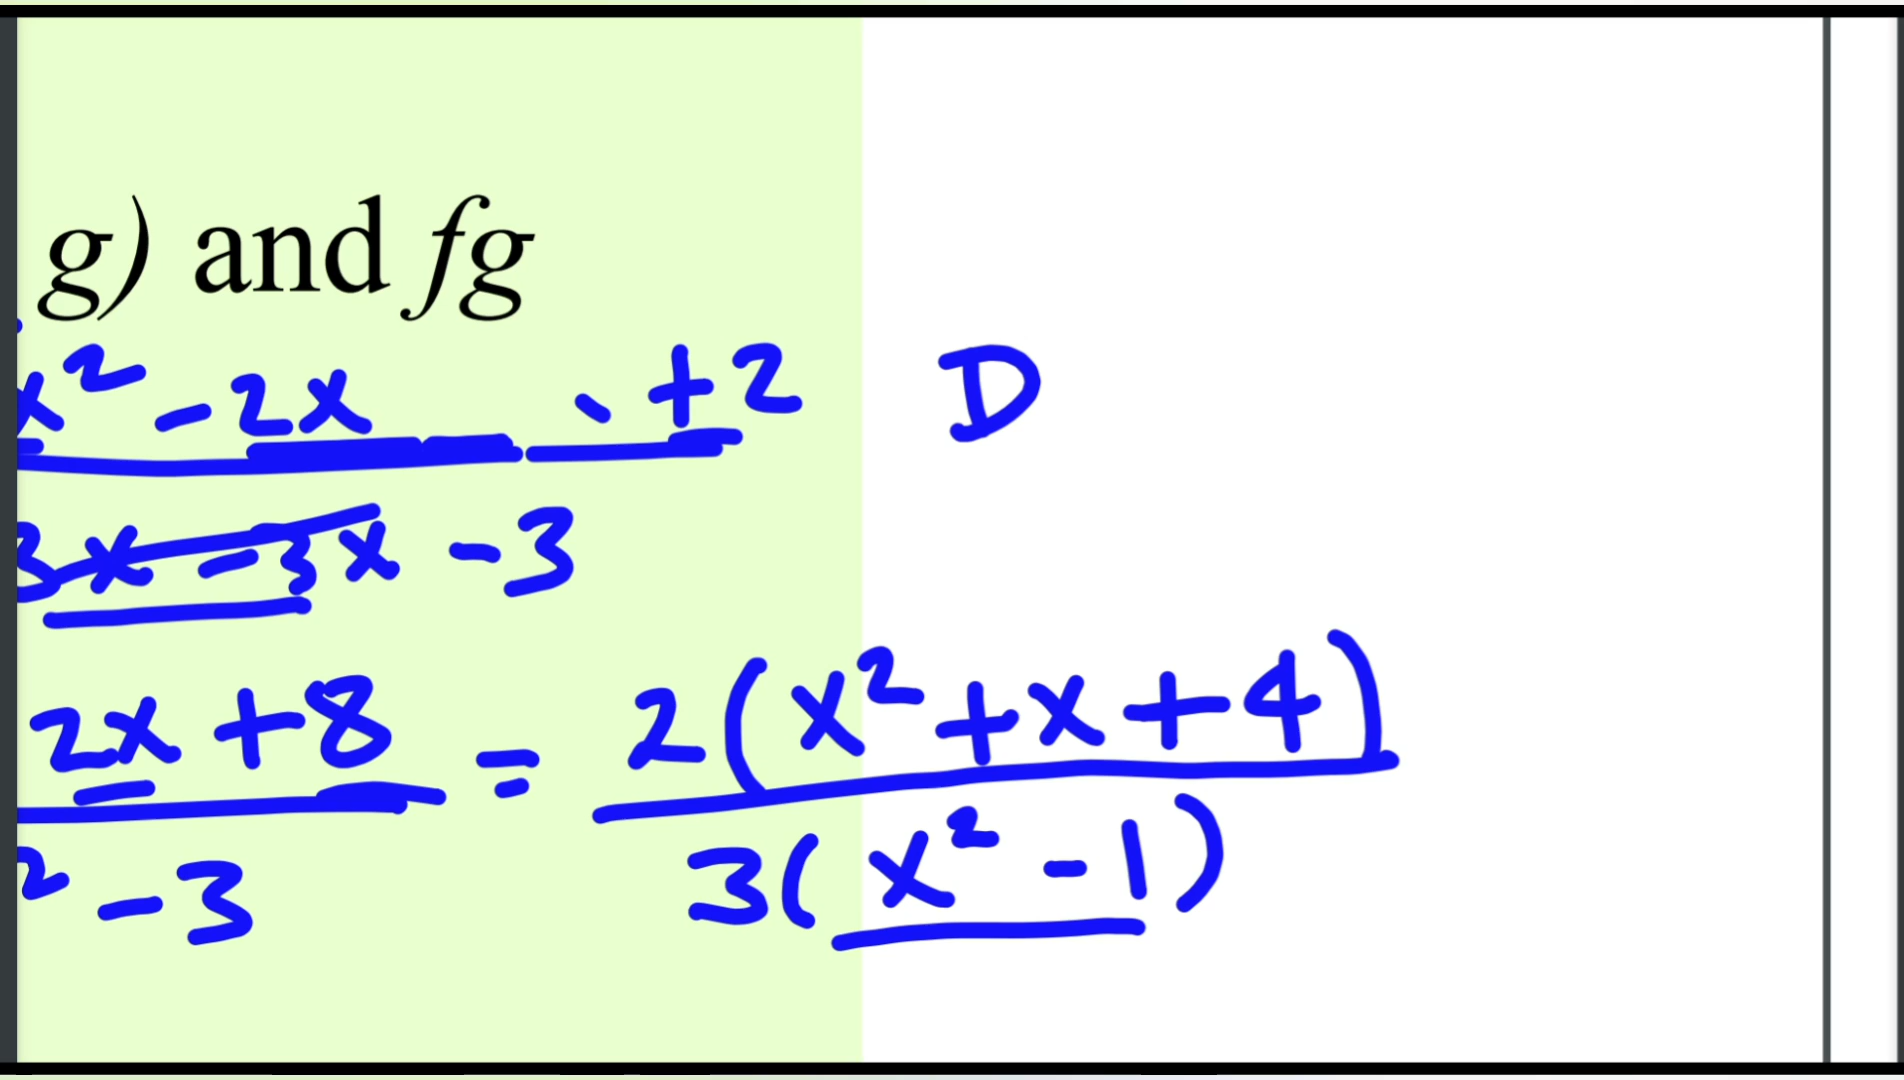 g) and fg
x² - 2x . +2 D
3x - 3x - 3
2x + 8 = 2(x² + x + 4)
² - 3 3(x² - 1)